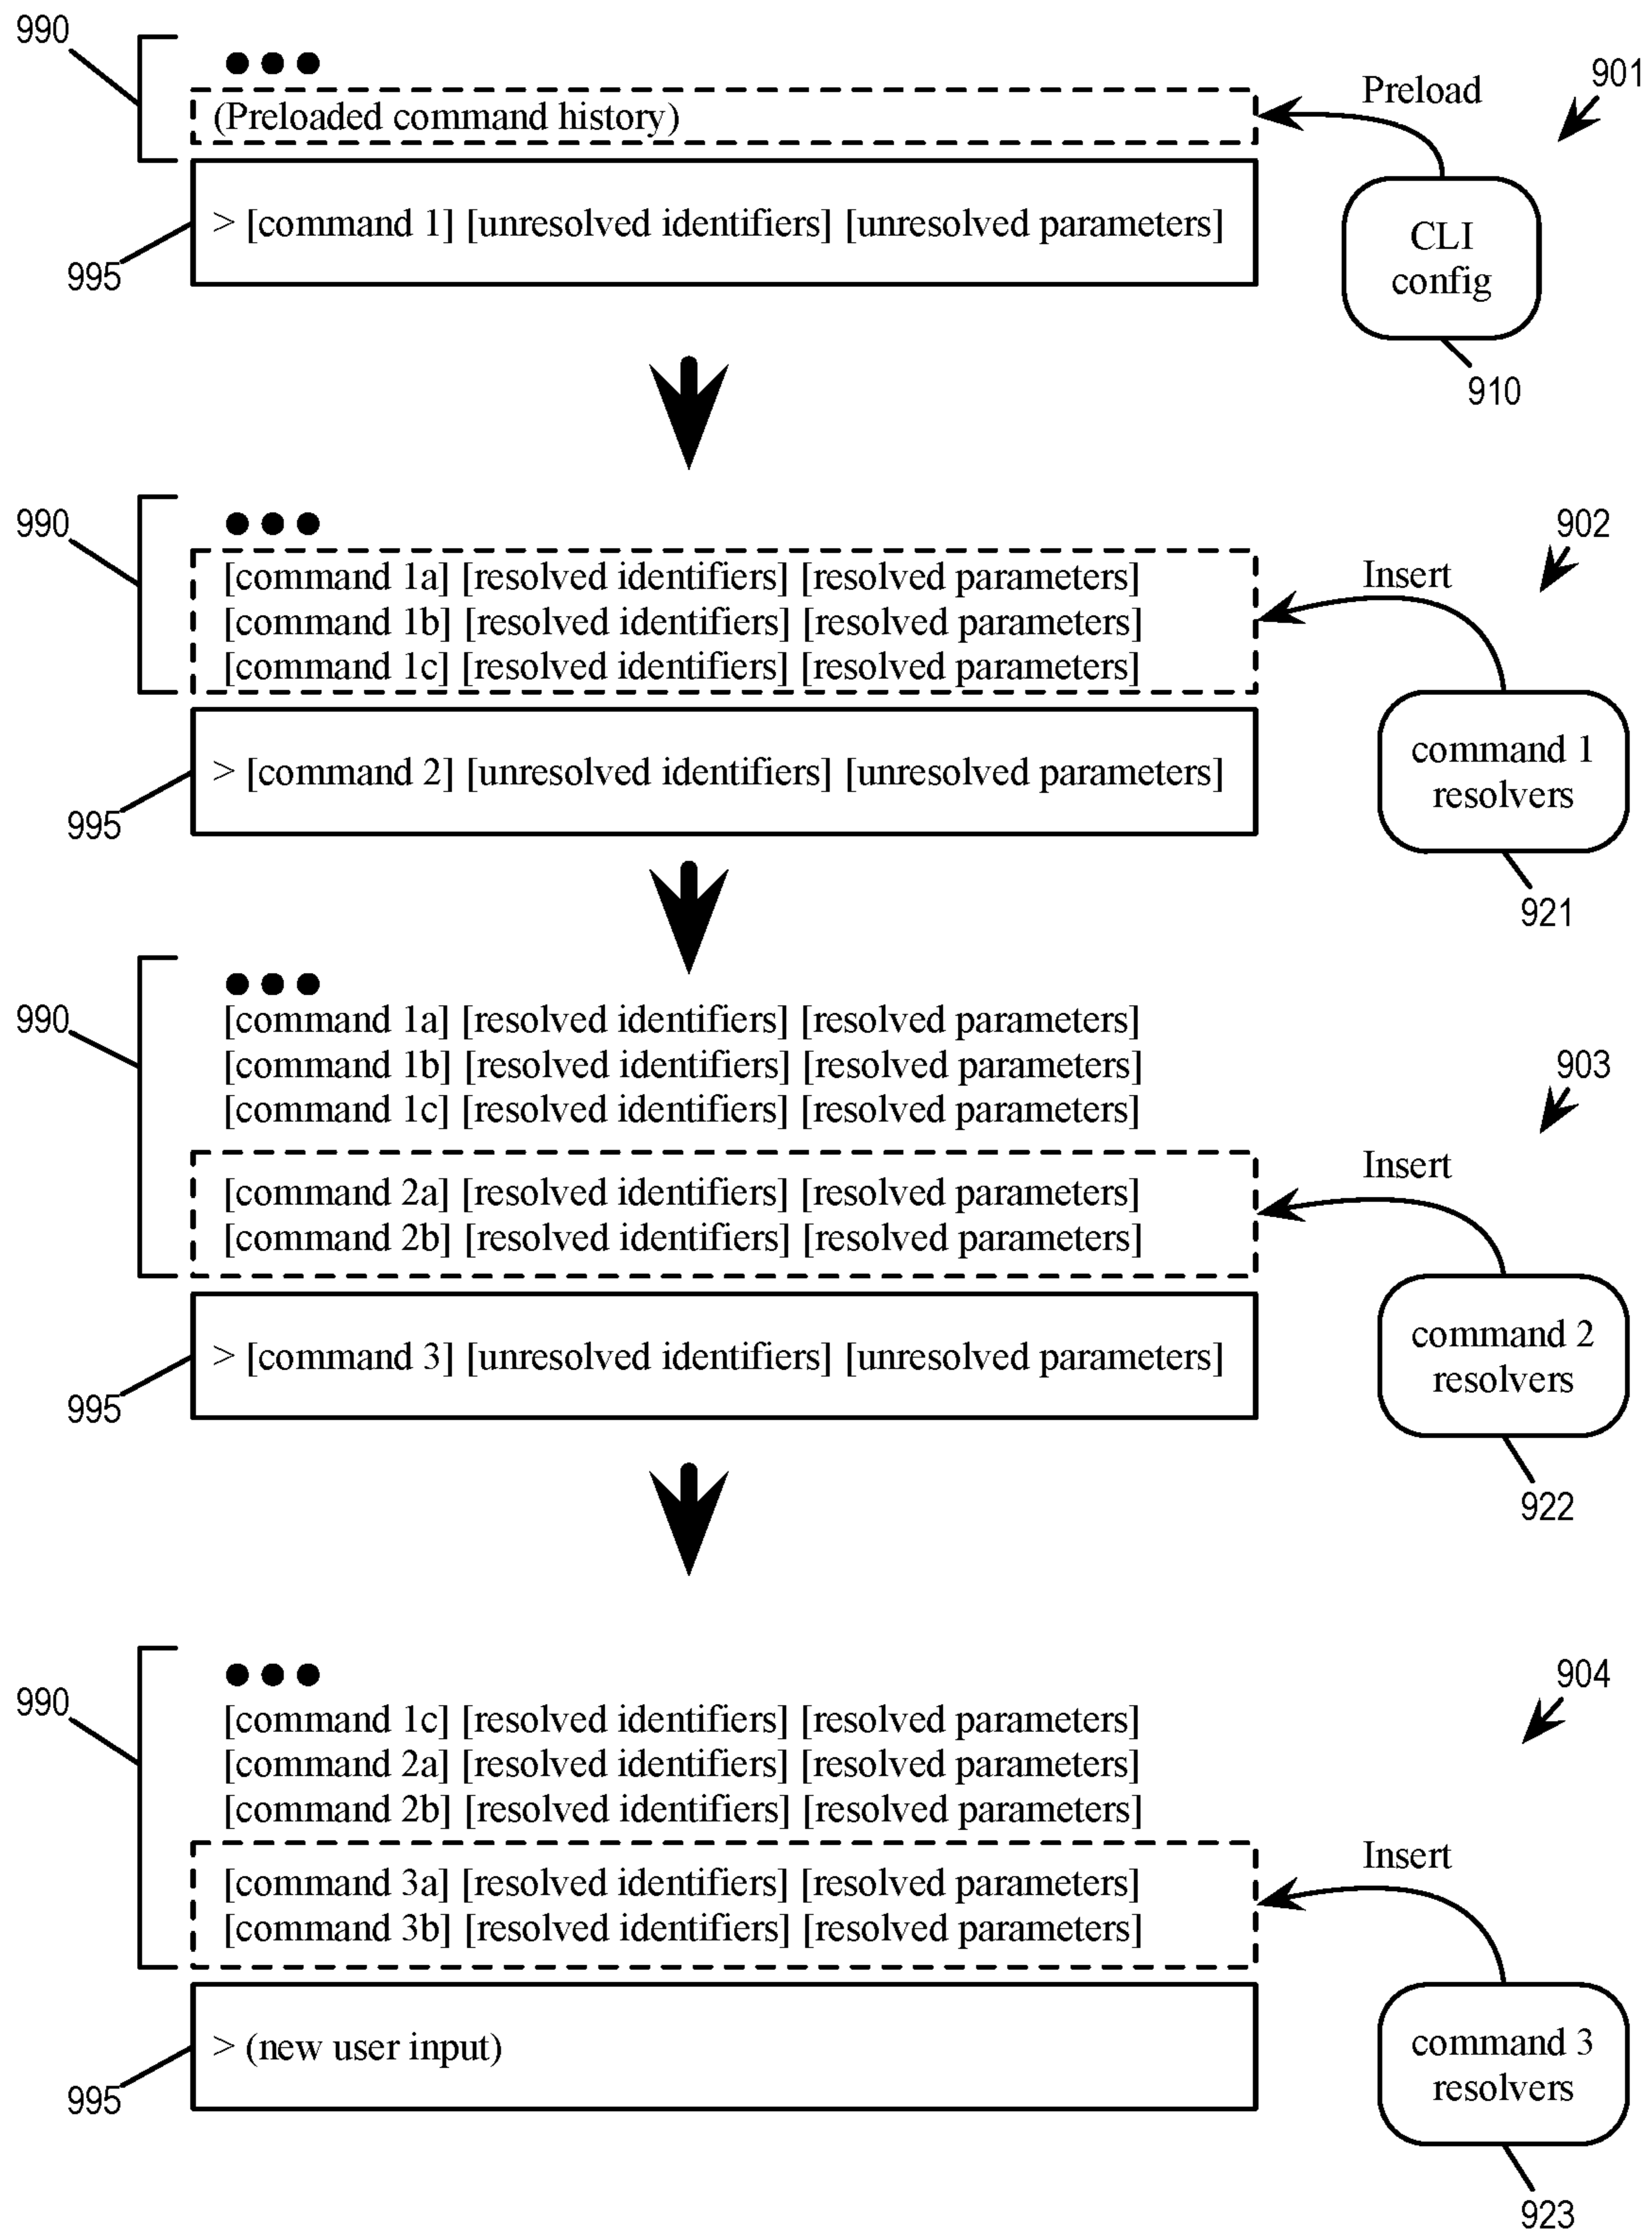 990
901
Preload
(Preloaded command history)
> [command 1] [unresolved identifiers] [unresolved parameters]
CLI
config
995
910
990
902
Insert
[command 1a] [resolved identifiers] [resolved parameters]
[command 1b] [resolved identifiers] [resolved parameters]
[command 1c] [resolved identifiers] [resolved parameters]
> [command 2] [unresolved identifiers] [unresolved parameters]
command 1
resolvers
995
921
990
[command 1a] [resolved identifiers] [resolved parameters]
[command 1b] [resolved identifiers] [resolved parameters]
[command 1c] [resolved identifiers] [resolved parameters]
903
Insert
[command 2a] [resolved identifiers] [resolved parameters]
[command 2b] [resolved identifiers] [resolved parameters]
> [command 3] [unresolved identifiers] [unresolved parameters]
command 2
resolvers
995
922
990
904
[command 1c] [resolved identifiers] [resolved parameters]
[command 2a] [resolved identifiers] [resolved parameters]
[command 2b] [resolved identifiers] [resolved parameters]
Insert
[command 3a] [resolved identifiers] [resolved parameters]
[command 3b] [resolved identifiers] [resolved parameters]
> (new user input)
command 3
resolvers
995
923